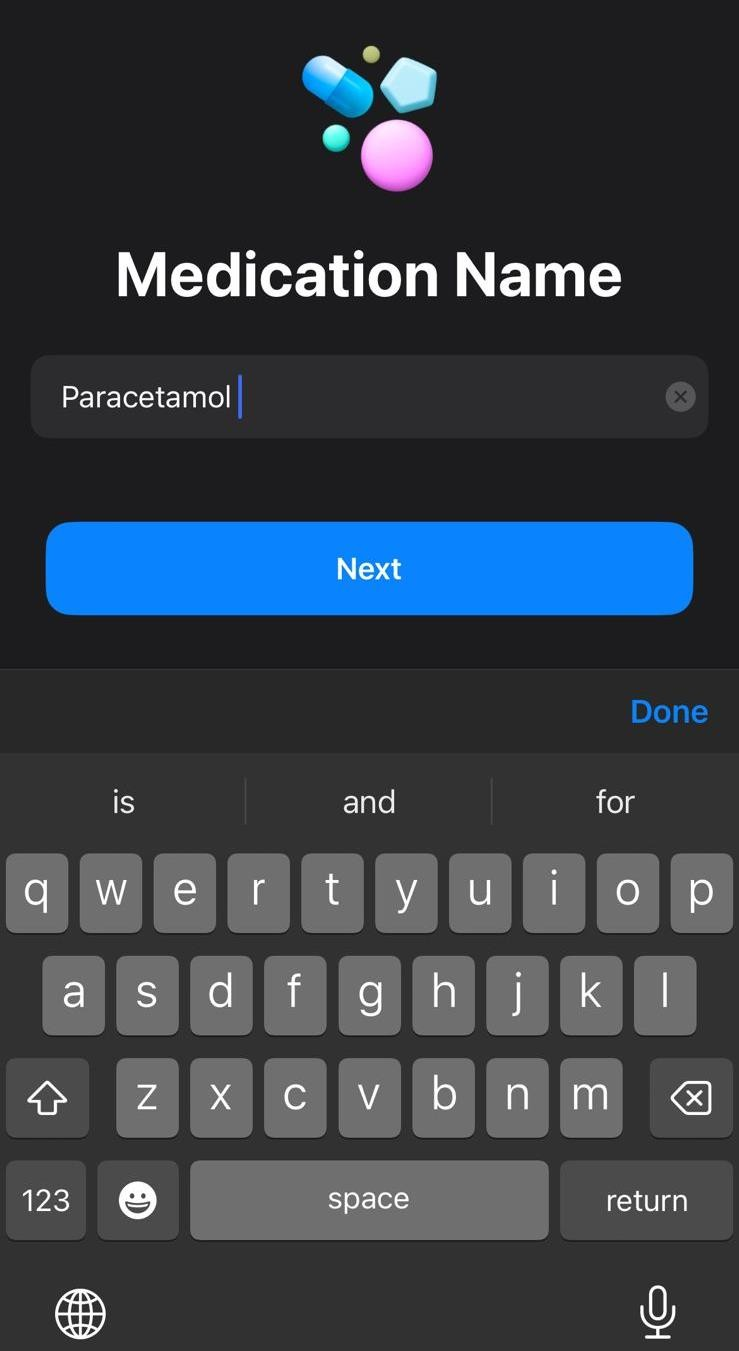 Medication Name
Paracetamol
Next
Done
is and for
q w e r t y u i o p
a s d f g h j k l
z x c v b n m
123 space return